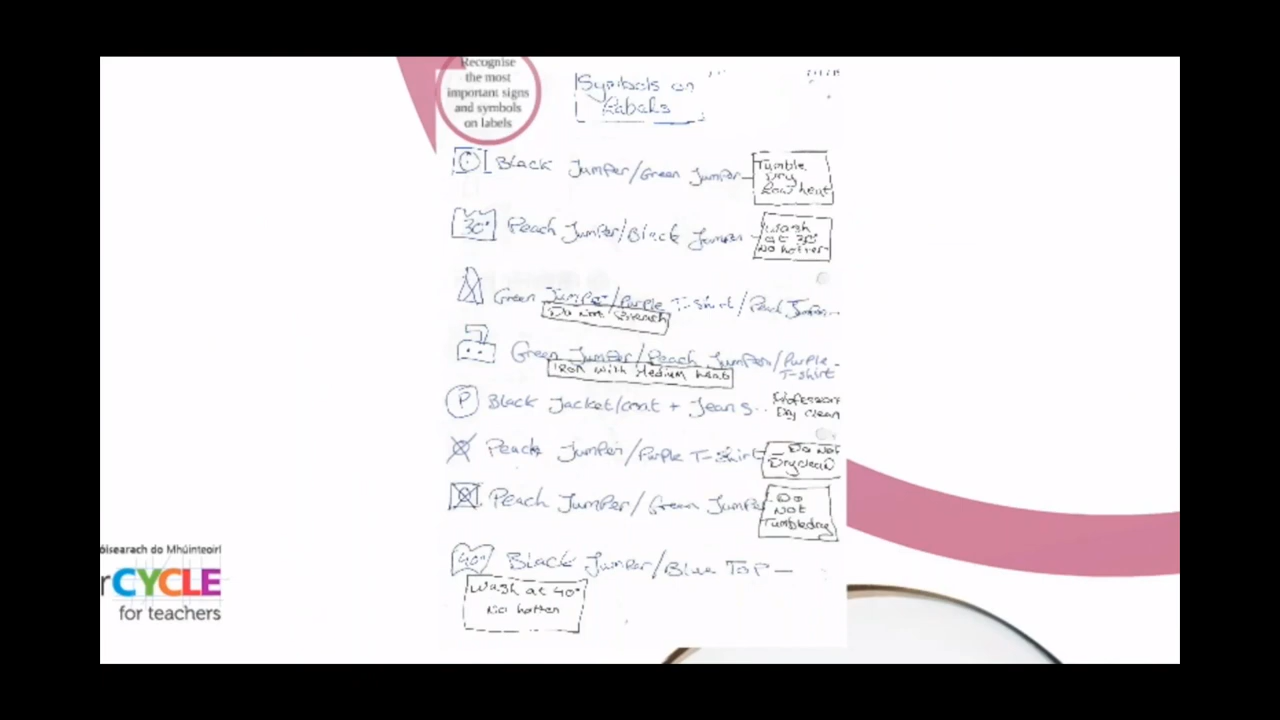 Recognise
the most
important signs
and symbols
on labels
Symbols on
Labels
Black Jumper/Green Jumper - Tumble
Dry
Low heat
30° Peach Jumper/Black Jumper - Wash
at 30°
No hotter
Green Jumper/Purple T-shirt/Peach Jumper
Do Not Bleach
Green Jumper/Peach Jumper/Purple
T-shirt
Iron with Medium heat
P Black Jacket/coat + Jeans..
Dry clean
Peach Jumper/Purple T-shirt - Do Not
Dryclean
Peach Jumper/Green Jumper Do
Not
Tumbledry
40° Black Jumper/Blue Top -
Wash at 40°
No hotter
óisearach do Mhúinteoirí
rCYCLE
for teachers